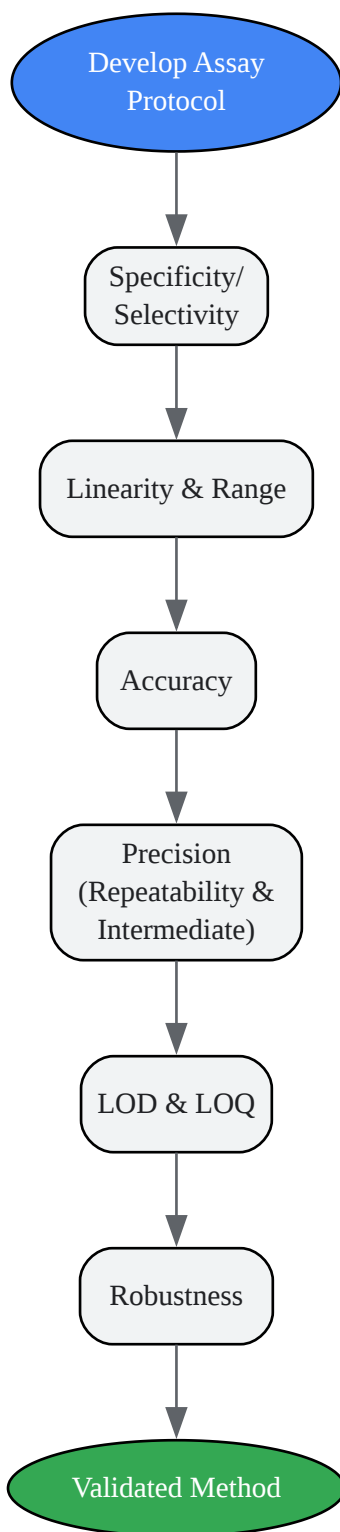 Develop Assay
Protocol
Specificity/
Selectivity
Linearity & Range
Accuracy
Precision
(Repeatability &
Intermediate)
LOD & LOQ
Robustness
Validated Method